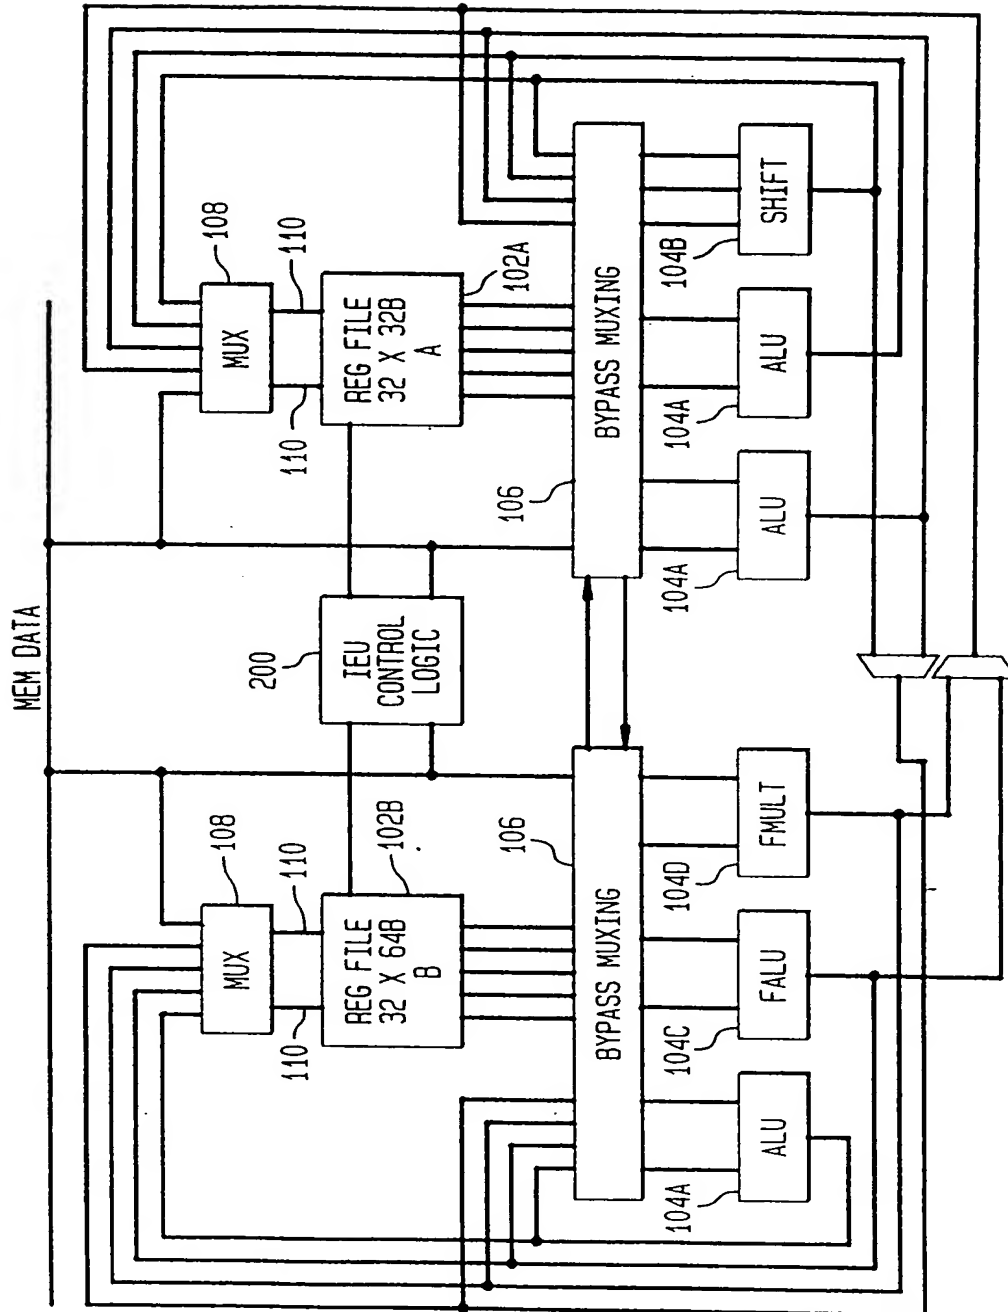 MEM DATA
108
MUX
110
110
REG FILE
32 X 64B
B
102B
200
IEU
CONTROL
LOGIC
108
MUX
110
110
REG FILE
32 X 32B
A
102A
106
BYPASS MUXING
106
BYPASS MUXING
104A
ALU
104C
FALU
104D
FMULT
104A
ALU
104A
ALU
104B
SHIFT